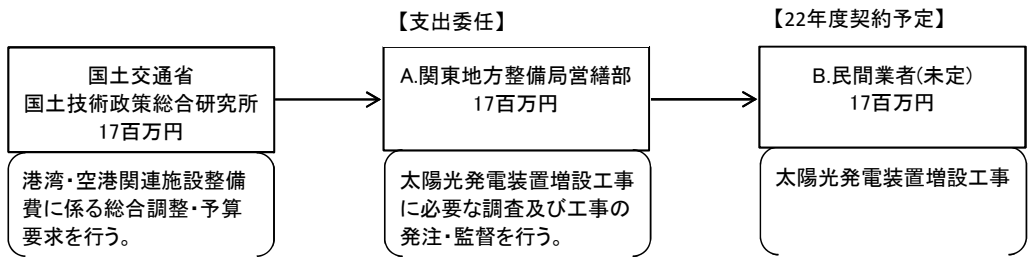 【支出委任】
【22年度契約予定】
国土交通省
国土技術政策総合研究所
17百万円
A.関東地方整備局営繕部
17百万円
B.民間業者(未定)
17百万円
港湾・空港関連施設整備
費に係る総合調整・予算
要求を行う。
太陽光発電装置増設工事
に必要な調査及び工事の
発注・監督を行う。
太陽光発電装置増設工事